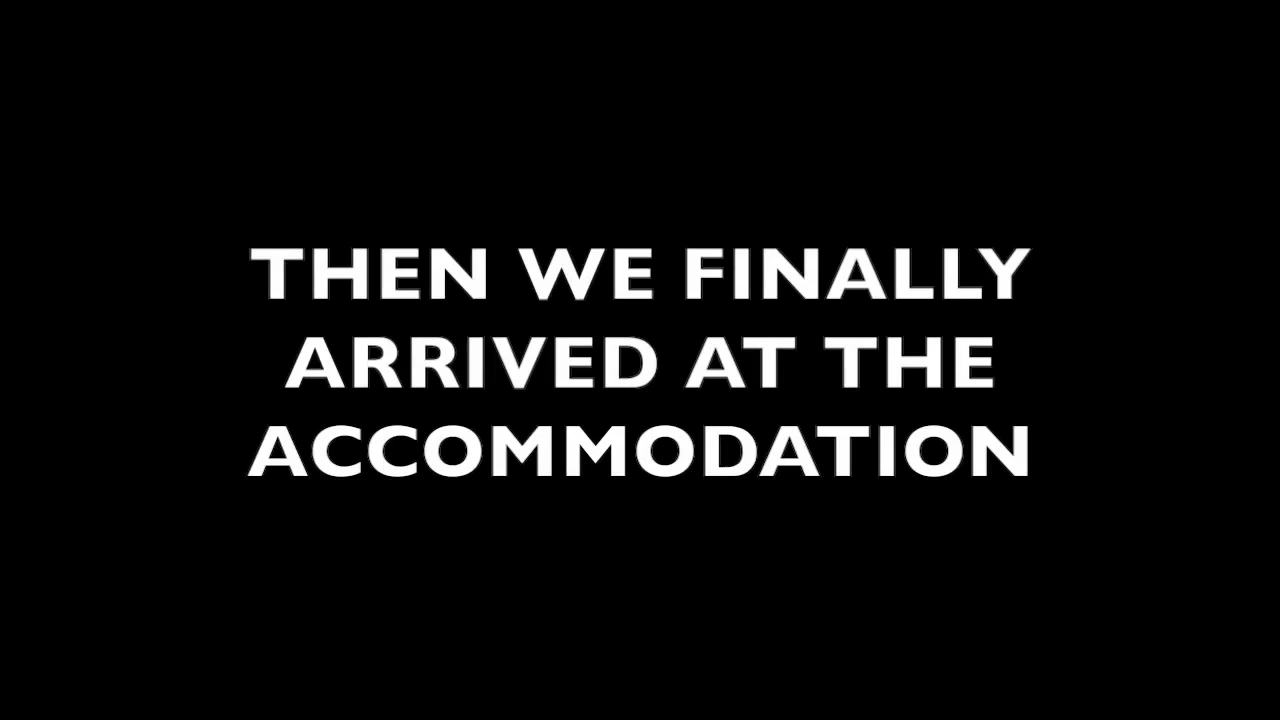 THEN WE FINALLY
ARRIVED AT THE
ACCOMMODATION